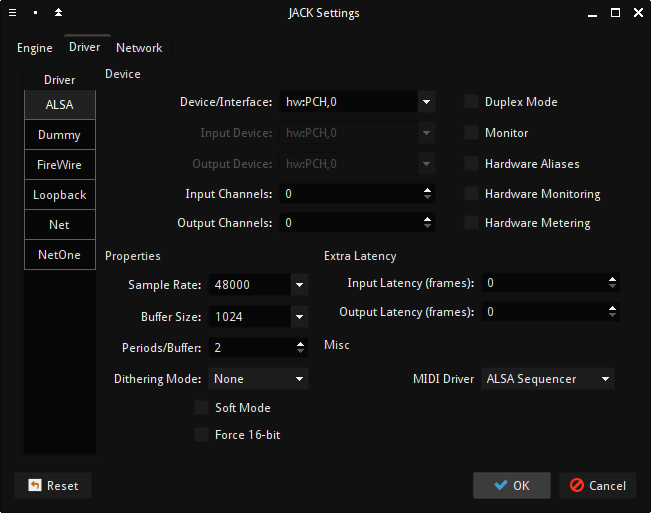 JACK Settings
Engine Driver Network
Driver
ALSA
Dummy
FireWire
Loopback
Net
NetOne
Device
Device/Interface: hw:PCH,0
Input Device: hw:PCH,0
Output Device: hw:PCH,0
Input Channels: 0
Output Channels: 0
Duplex Mode
Monitor
Hardware Aliases
Hardware Monitoring
Hardware Metering
Properties
Sample Rate: 48000
Buffer Size: 1024
Periods/Buffer: 2
Dithering Mode: None
Soft Mode
Force 16-bit
Extra Latency
Input Latency (frames): 0
Output Latency (frames): 0
Misc
MIDI Driver ALSA Sequencer
Reset
OK
Cancel